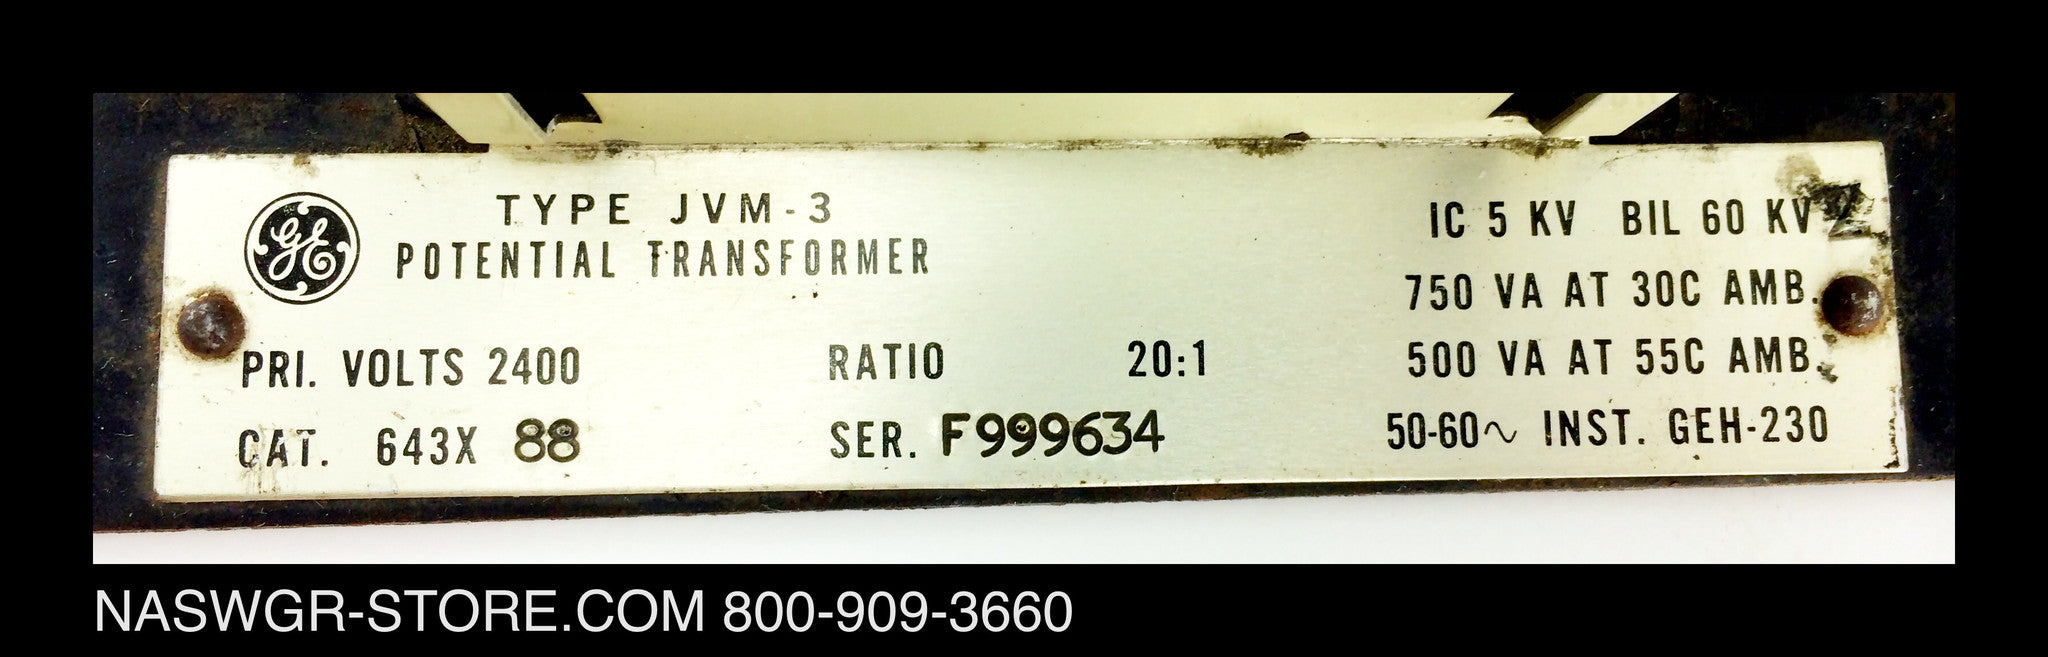 GE
TYPE JVM-3
POTENTIAL TRANSFORMER
IC 5 KV BIL 60 KV
750 VA AT 30C AMB.
PRI. VOLTS 2400 RATIO 20:1 500 VA AT 55C AMB.
CAT. 643X 88 SER. F999634 50-60~ INST. GEH-230
NASWGR-STORE.COM 800-909-3660